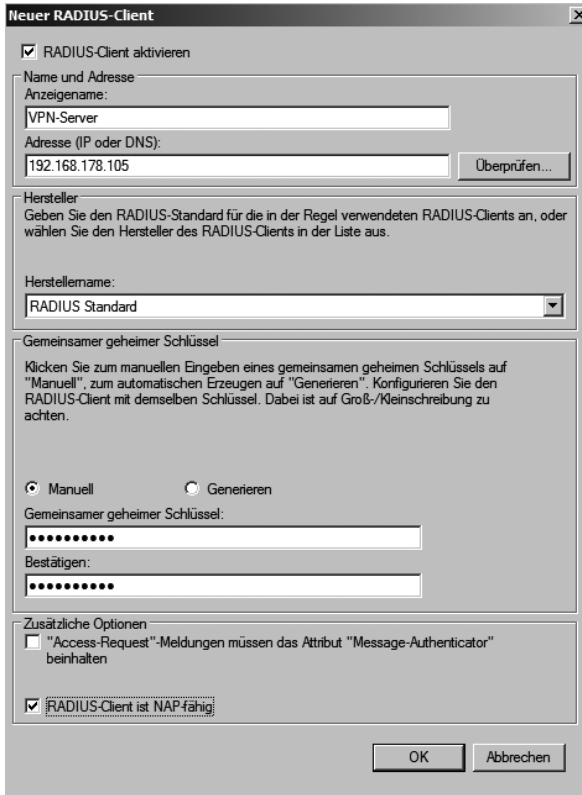 Neuer RADIUS-Client
RADIUS-Client aktivieren
Name und Adresse
Anzeigename:
VPN-Server
Adresse (IP oder DNS):
192.168.178.105
Überprüfen...
Hersteller
Geben Sie den RADIUS-Standard für die in der Regel verwendeten RADIUS-Clients an, oder
wählen Sie den Hersteller des RADIUS-Clients in der Liste aus.
Herstellername:
RADIUS Standard
Gemeinsamer geheimer Schlüssel
Klicken Sie zum manuellen Eingeben eines gemeinsamen geheimen Schlüssels auf
"Manuell", zum automatischen Erzeugen auf "Generieren". Konfigurieren Sie den
RADIUS-Client mit demselben Schlüssel. Dabei ist auf Groß-/Kleinschreibung zu
achten.
Manuell
Generieren
Gemeinsamer geheimer Schlüssel:
••••••••••
Bestätigen:
••••••••••
Zusätzliche Optionen
"Access-Request"-Meldungen müssen das Attribut "Message-Authenticator"
beinhalten
RADIUS-Client ist NAP-fähig
OK
Abbrechen